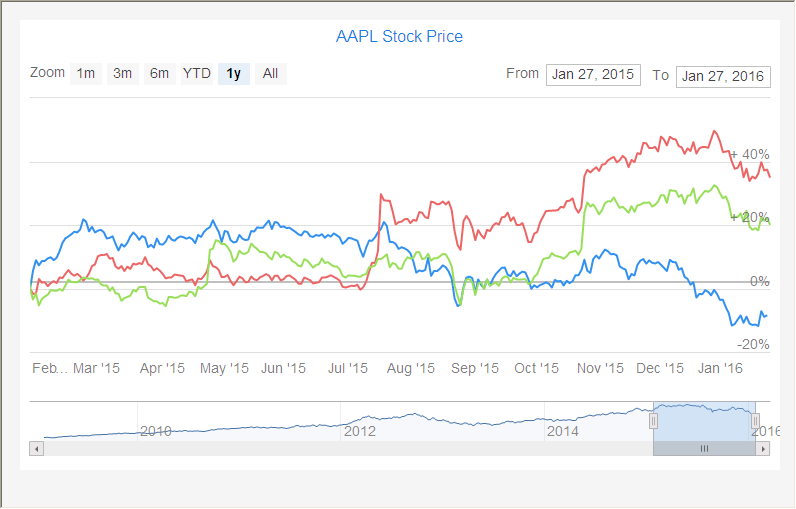 AAPL Stock Price
Zoom 1m 3m 6m YTD 1y All From Jan 27, 2015 To Jan 27, 2016
+ 40%
+ 20%
0%
-20%
Feb... Mar '15 Apr '15 May '15 Jun '15 Jul '15 Aug '15 Sep '15 Oct '15 Nov '15 Dec '15 Jan '16
2010 2012 2014 2016